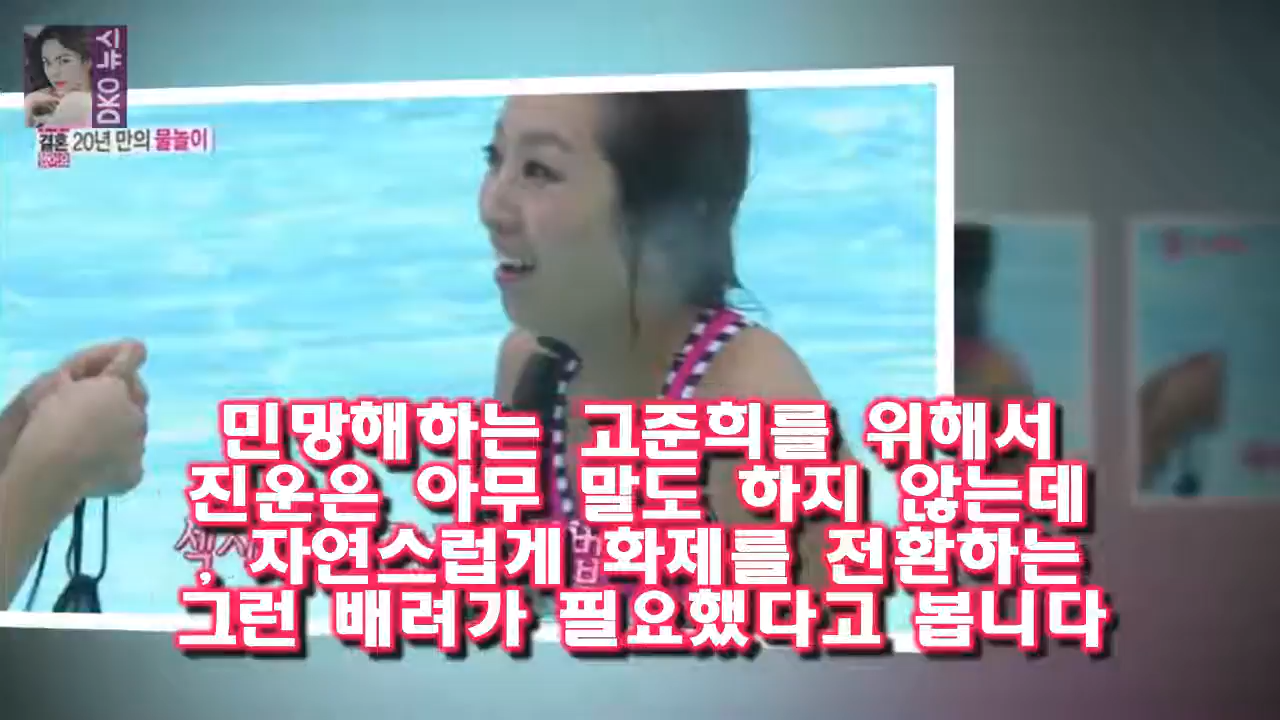 DKO 뉴스
결혼 20년 만의 물놀이
민망해하는 고준희를 위해서
진운은 아무 말도 하지 않는데
, 자연스럽게 화제를 전환하는
그런 배려가 필요했다고 봅니다